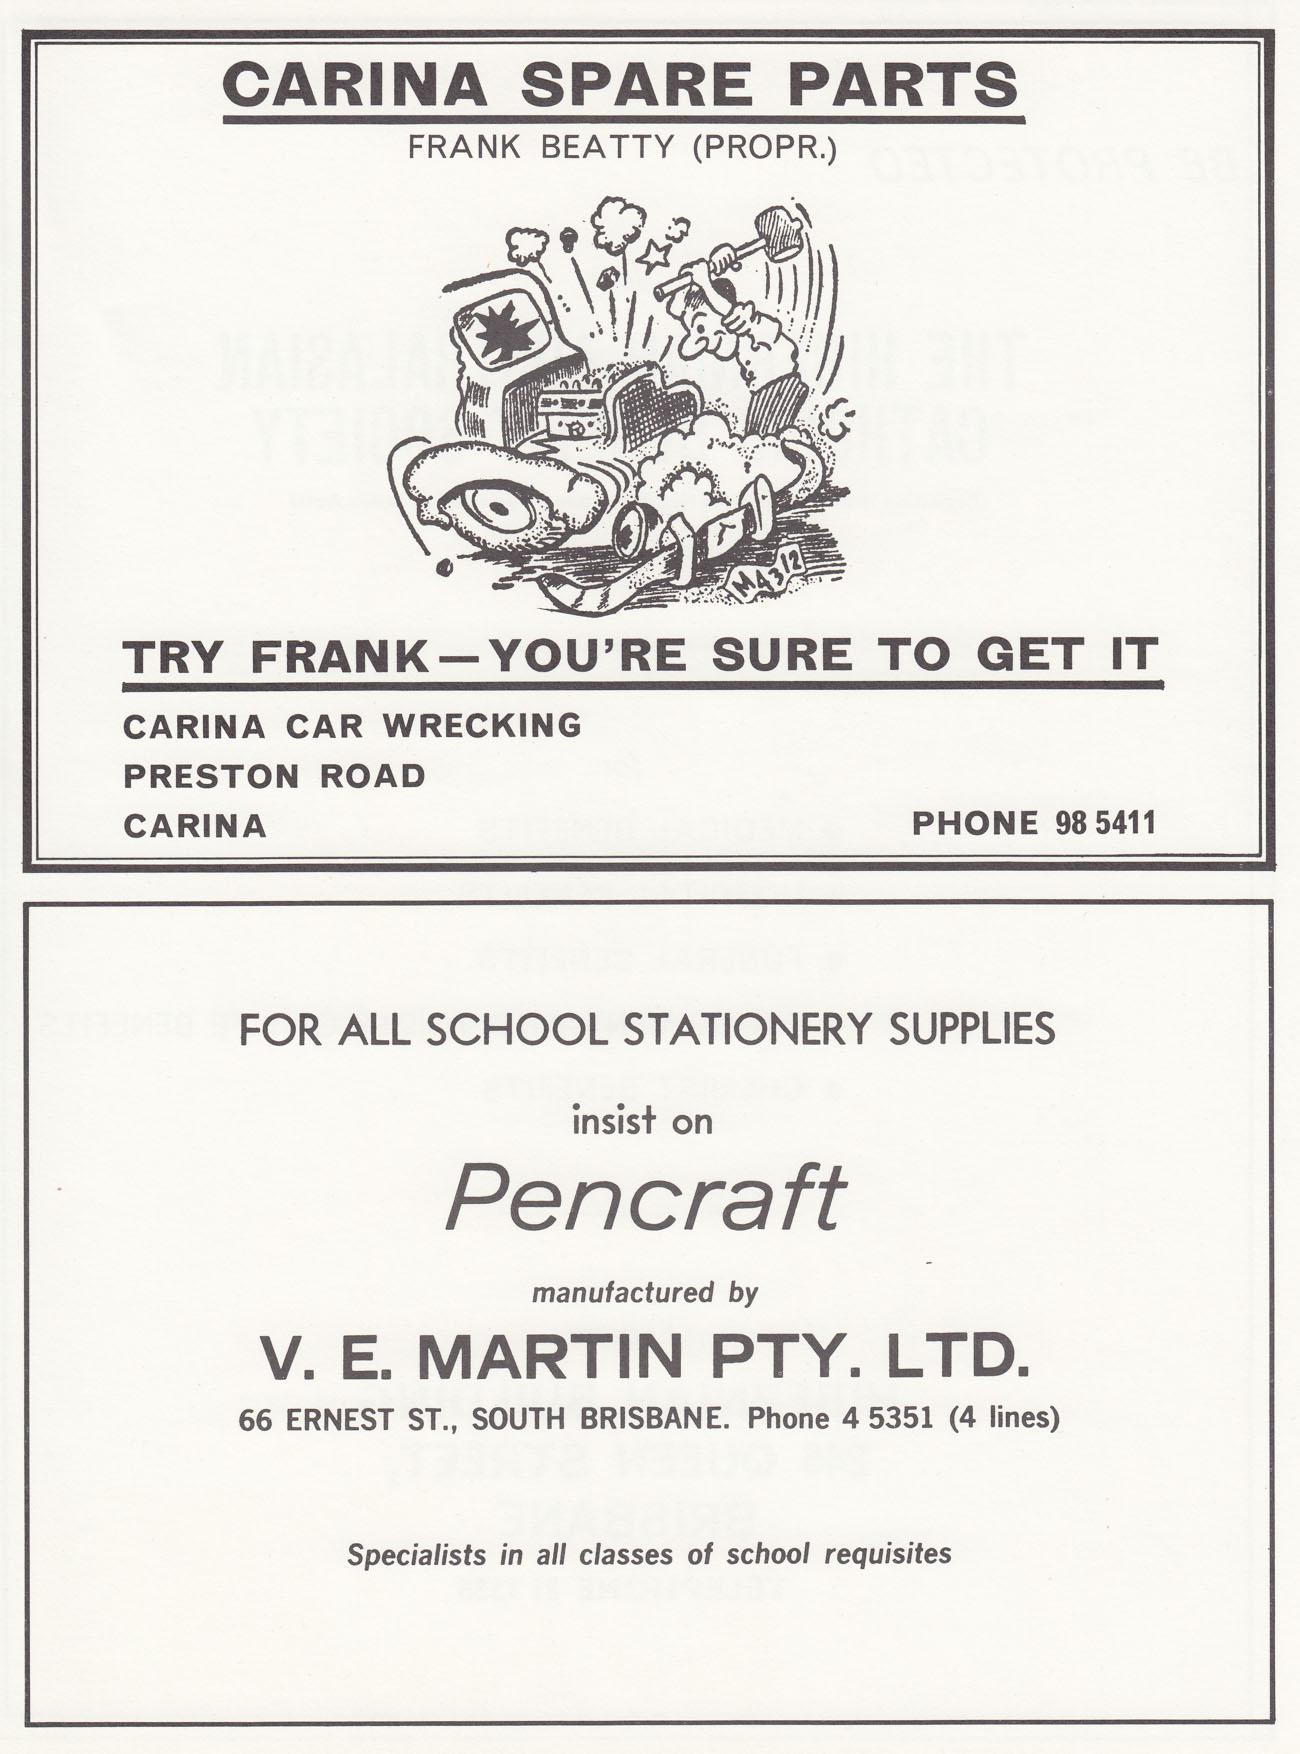 CARINA SPARE PARTS
FRANK BEATTY (PROPR.)
MA312
TRY FRANK — YOU'RE SURE TO GET IT
CARINA CAR WRECKING
PRESTON ROAD
CARINA
PHONE 98 5411
FOR ALL SCHOOL STATIONERY SUPPLIES
insist on
Pencraft
manufactured by
V. E. MARTIN PTY. LTD.
66 ERNEST ST., SOUTH BRISBANE. Phone 4 5351 (4 lines)
Specialists in all classes of school requisites